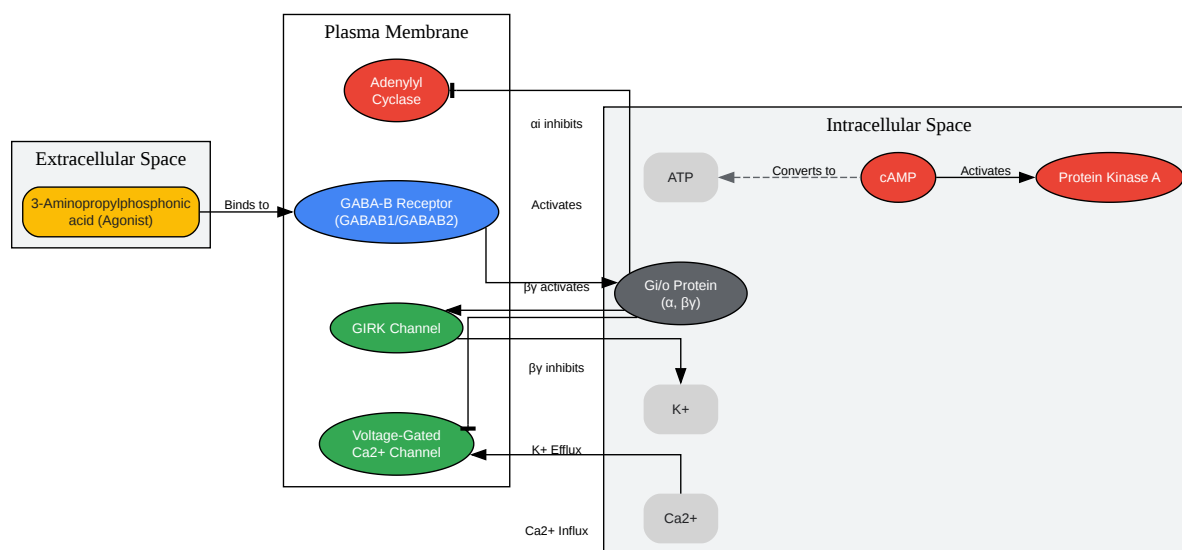 Plasma Membrane
Adenylyl
Cyclase
αi inhibits
Intracellular Space
Extracellular Space
ATP
Converts to
cAMP
Activates
Protein Kinase A
3-Aminopropylphosphonic
acid (Agonist)
Binds to
GABA-B Receptor
(GABAB1/GABAB2)
Activates
βγ activates
Gi/o Protein
(α, βγ)
GIRK Channel
βγ inhibits
K+
Voltage-Gated
Ca2+ Channel
K+ Efflux
Ca2+
Ca2+ Influx